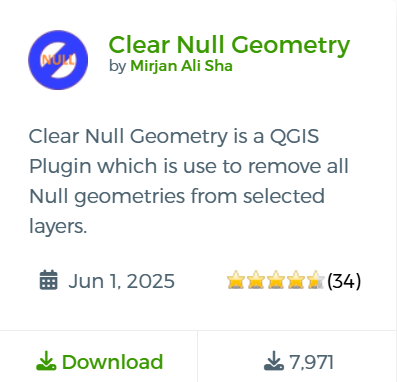 NULL
Clear Null Geometry
by Mirjan Ali Sha
Clear Null Geometry is a QGIS
Plugin which is use to remove all
Null geometries from selected
layers.
Jun 1, 2025 (34)
Download 7,971